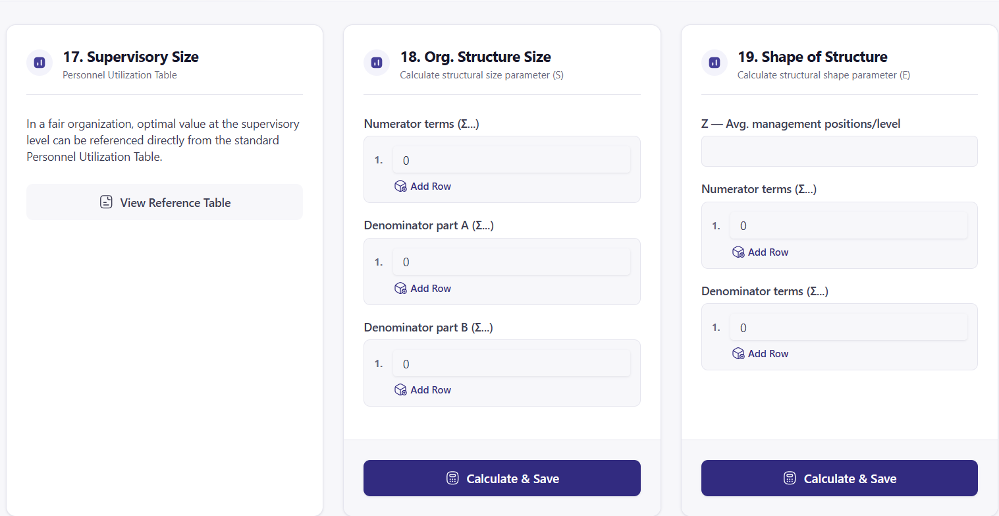 17. Supervisory Size
Personnel Utilization Table
In a fair organization, optimal value at the supervisory
level can be referenced directly from the standard
Personnel Utilization Table.
View Reference Table
18. Org. Structure Size
Calculate structural size parameter (S)
Numerator terms (Σ...)
1. 0
Add Row
Denominator part A (Σ...)
1. 0
Add Row
Denominator part B (Σ...)
1. 0
Add Row
Calculate & Save
19. Shape of Structure
Calculate structural shape parameter (E)
Z — Avg. management positions/level
Numerator terms (Σ...)
1. 0
Add Row
Denominator terms (Σ...)
1. 0
Add Row
Calculate & Save